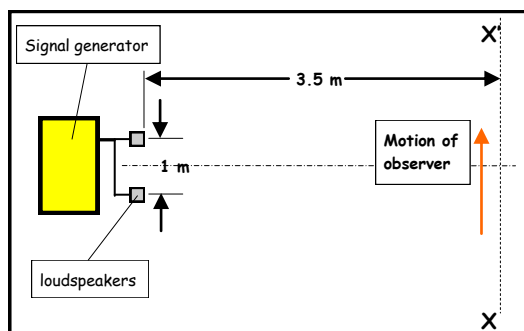 Signal generator
X'
3.5 m
Motion of
observer
1 m
loudspeakers
X